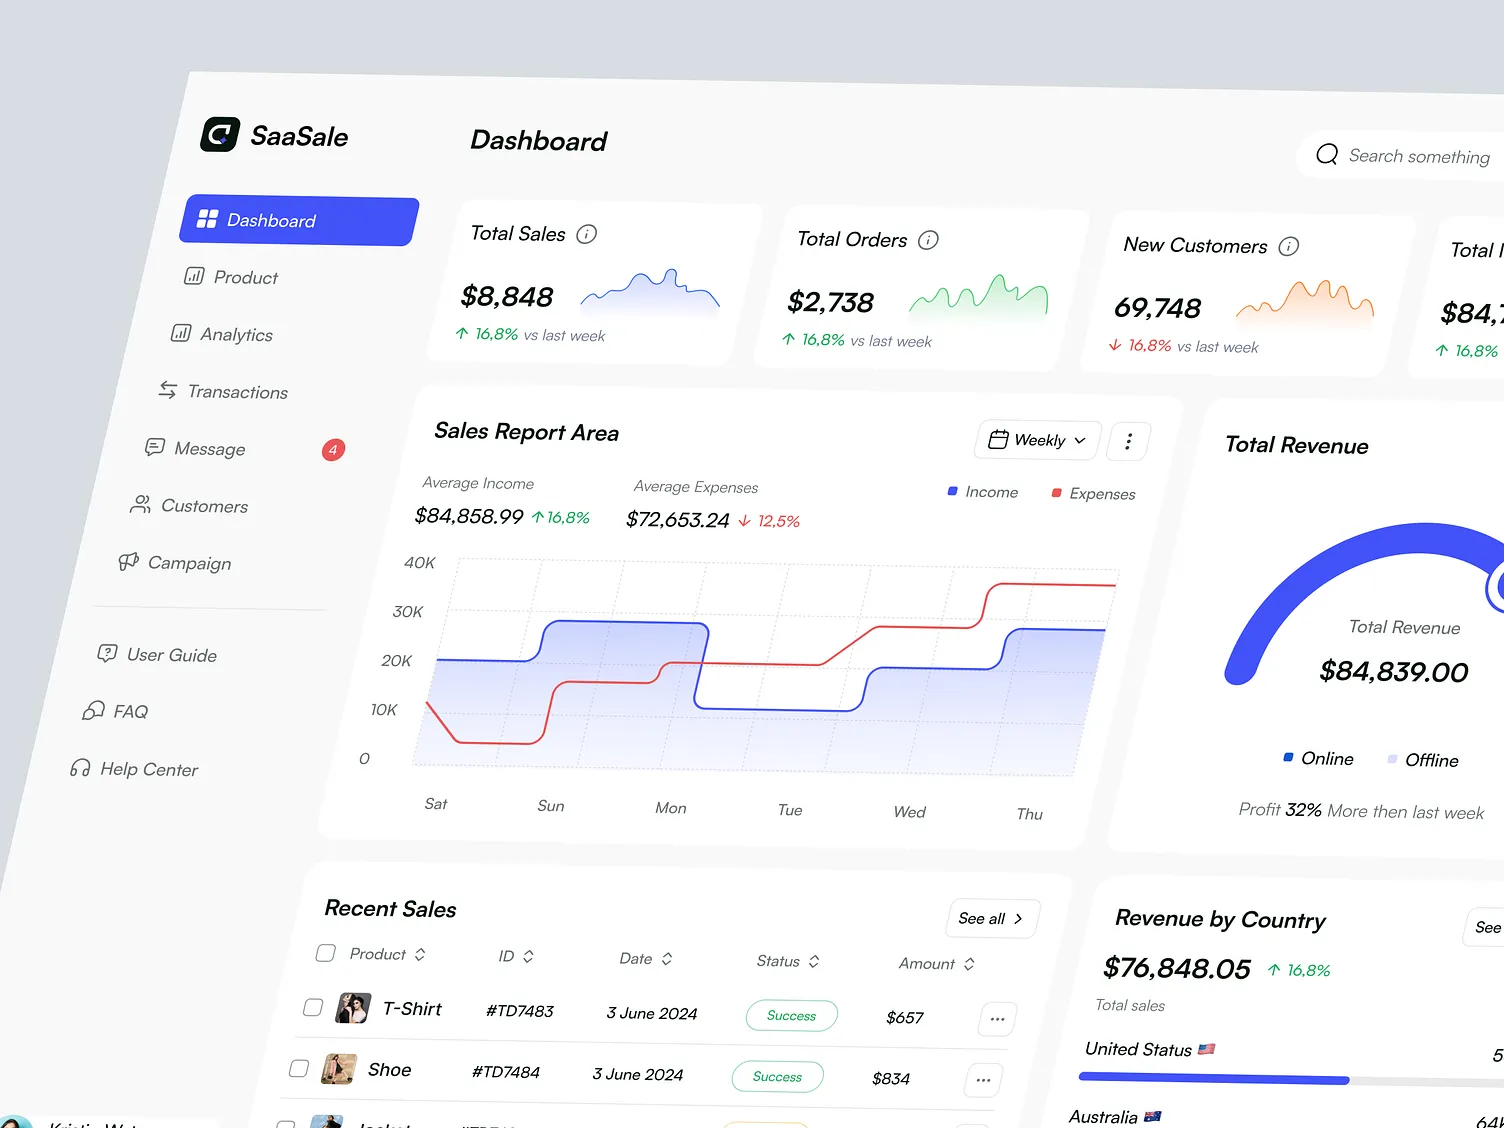 SaaSale
Dashboard
Search something
Dashboard
Product
Analytics
Transactions
Message
4
Customers
Campaign
User Guide
FAQ
Help Center
Total Sales
$8,848
16,8% vs last week
Total Orders
$2,738
16,8% vs last week
New Customers
69,748
16,8% vs last week
Total
$84,
16,8%
Sales Report Area
Weekly
Average Income
$84,858.99 16,8%
Average Expenses
$72,653.24 12,5%
Income
Expenses
40K
30K
20K
10K
0
Sat
Sun
Mon
Tue
Wed
Thu
Total Revenue
Total Revenue
$84,839.00
Online
Offline
Profit 32% More then last week
Recent Sales
See all
Product
ID
Date
Status
Amount
T-Shirt
#TD7483
3 June 2024
Success
$657
Shoe
#TD7484
3 June 2024
Success
$834
Revenue by Country
See
$76,848.05
16,8%
Total sales
United Status
Australia
64K